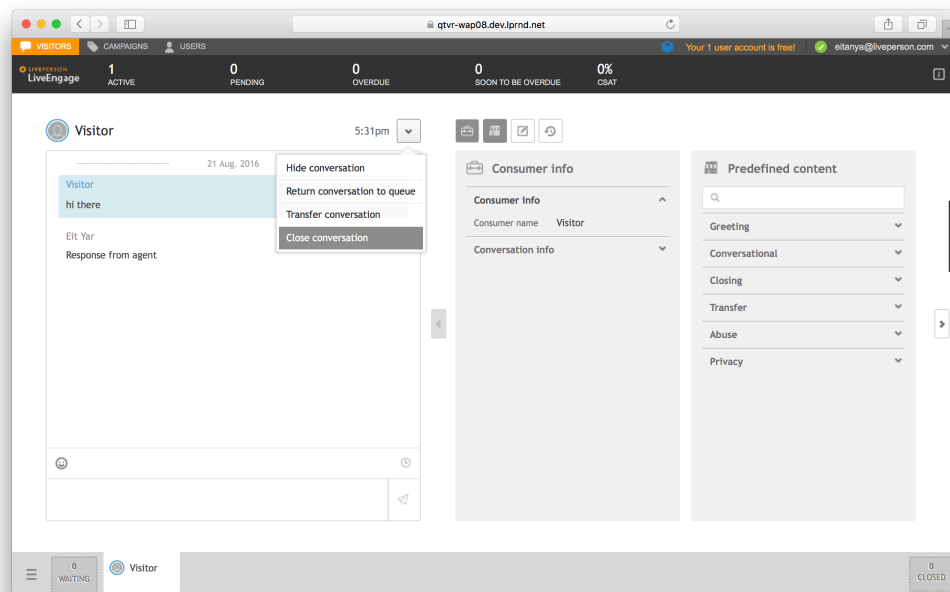 qtvr-wap08.dev.lprnd.net
VISITORS
CAMPAIGNS
USERS
Your 1 user account is free!
eitanya@liveperson.com
LIVEPERSON
LiveEngage
1
ACTIVE
0
PENDING
0
OVERDUE
0
SOON TO BE OVERDUE
0%
CSAT
Visitor
5:31pm
21 Aug. 2016
Visitor
hi there
Eit Yar
Response from agent
Hide conversation
Return conversation to queue
Transfer conversation
Close conversation
Consumer info
Consumer info
Consumer name Visitor
Conversation info
Predefined content
Greeting
Conversational
Closing
Transfer
Abuse
Privacy
0
WAITING
Visitor
0
CLOSED